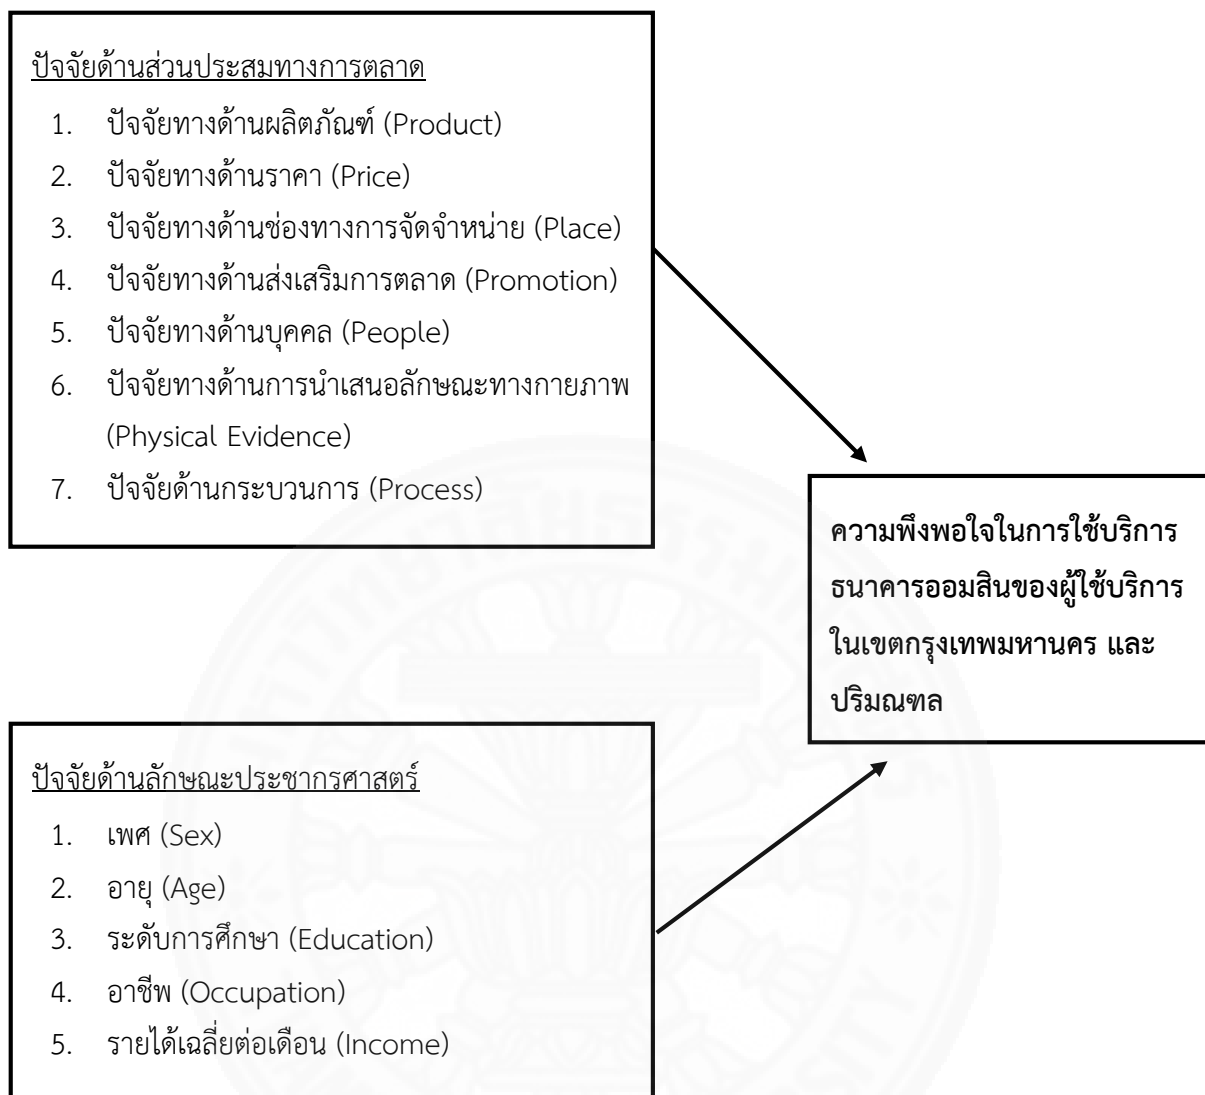 ปัจจัยด้านส่วนประสมทางการตลาด
1. ปัจจัยทางด้านผลิตภัณฑ์ (Product)
2. ปัจจัยทางด้านราคา (Price)
3. ปัจจัยทางด้านช่องทางการจัดจำหน่าย (Place)
4. ปัจจัยทางด้านส่งเสริมการตลาด (Promotion)
5. ปัจจัยทางด้านบุคคล (People)
6. ปัจจัยทางด้านการนำเสนอลักษณะทางกายภาพ
(Physical Evidence)
7. ปัจจัยด้านกระบวนการ (Process)
ความพึงพอใจในการใช้บริการ
ธนาคารออมสินของผู้ใช้บริการ
ในเขตกรุงเทพมหานคร และ
ปริมณฑล
ปัจจัยด้านลักษณะประชากรศาสตร์
1. เพศ (Sex)
2. อายุ (Age)
3. ระดับการศึกษา (Education)
4. อาชีพ (Occupation)
5. รายได้เฉลี่ยต่อเดือน (Income)